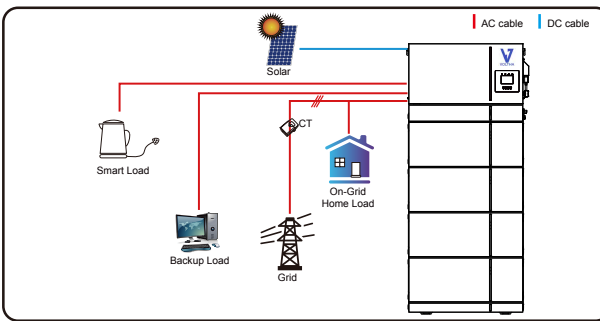 AC cable
DC cable
Solar
CT
Smart Load
On-Grid
Home Load
Backup Load
Grid